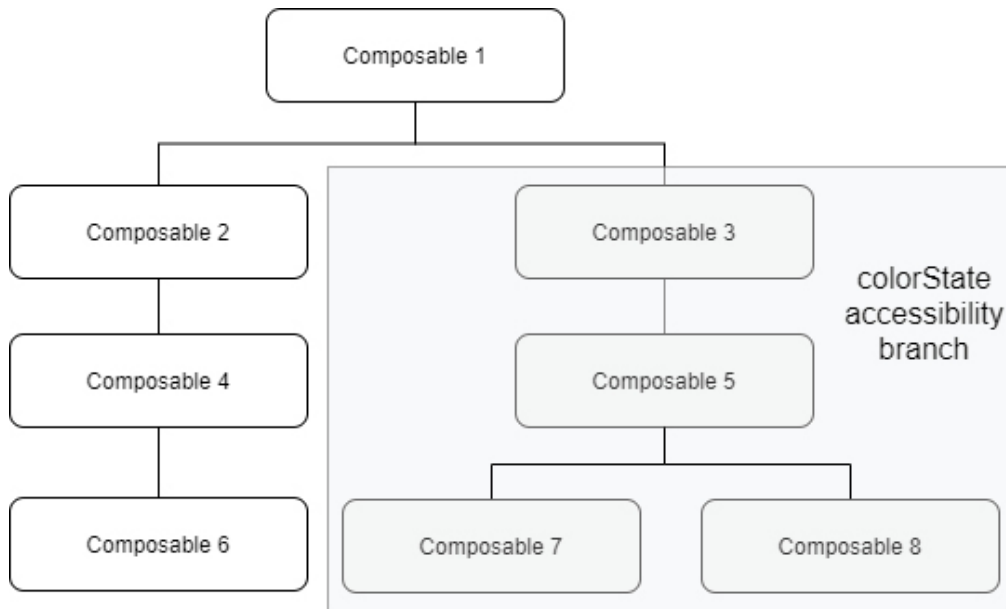 Composable 1
Composable 2
Composable 3
colorState
accessibility
branch
Composable 4
Composable 5
Composable 6
Composable 7
Composable 8